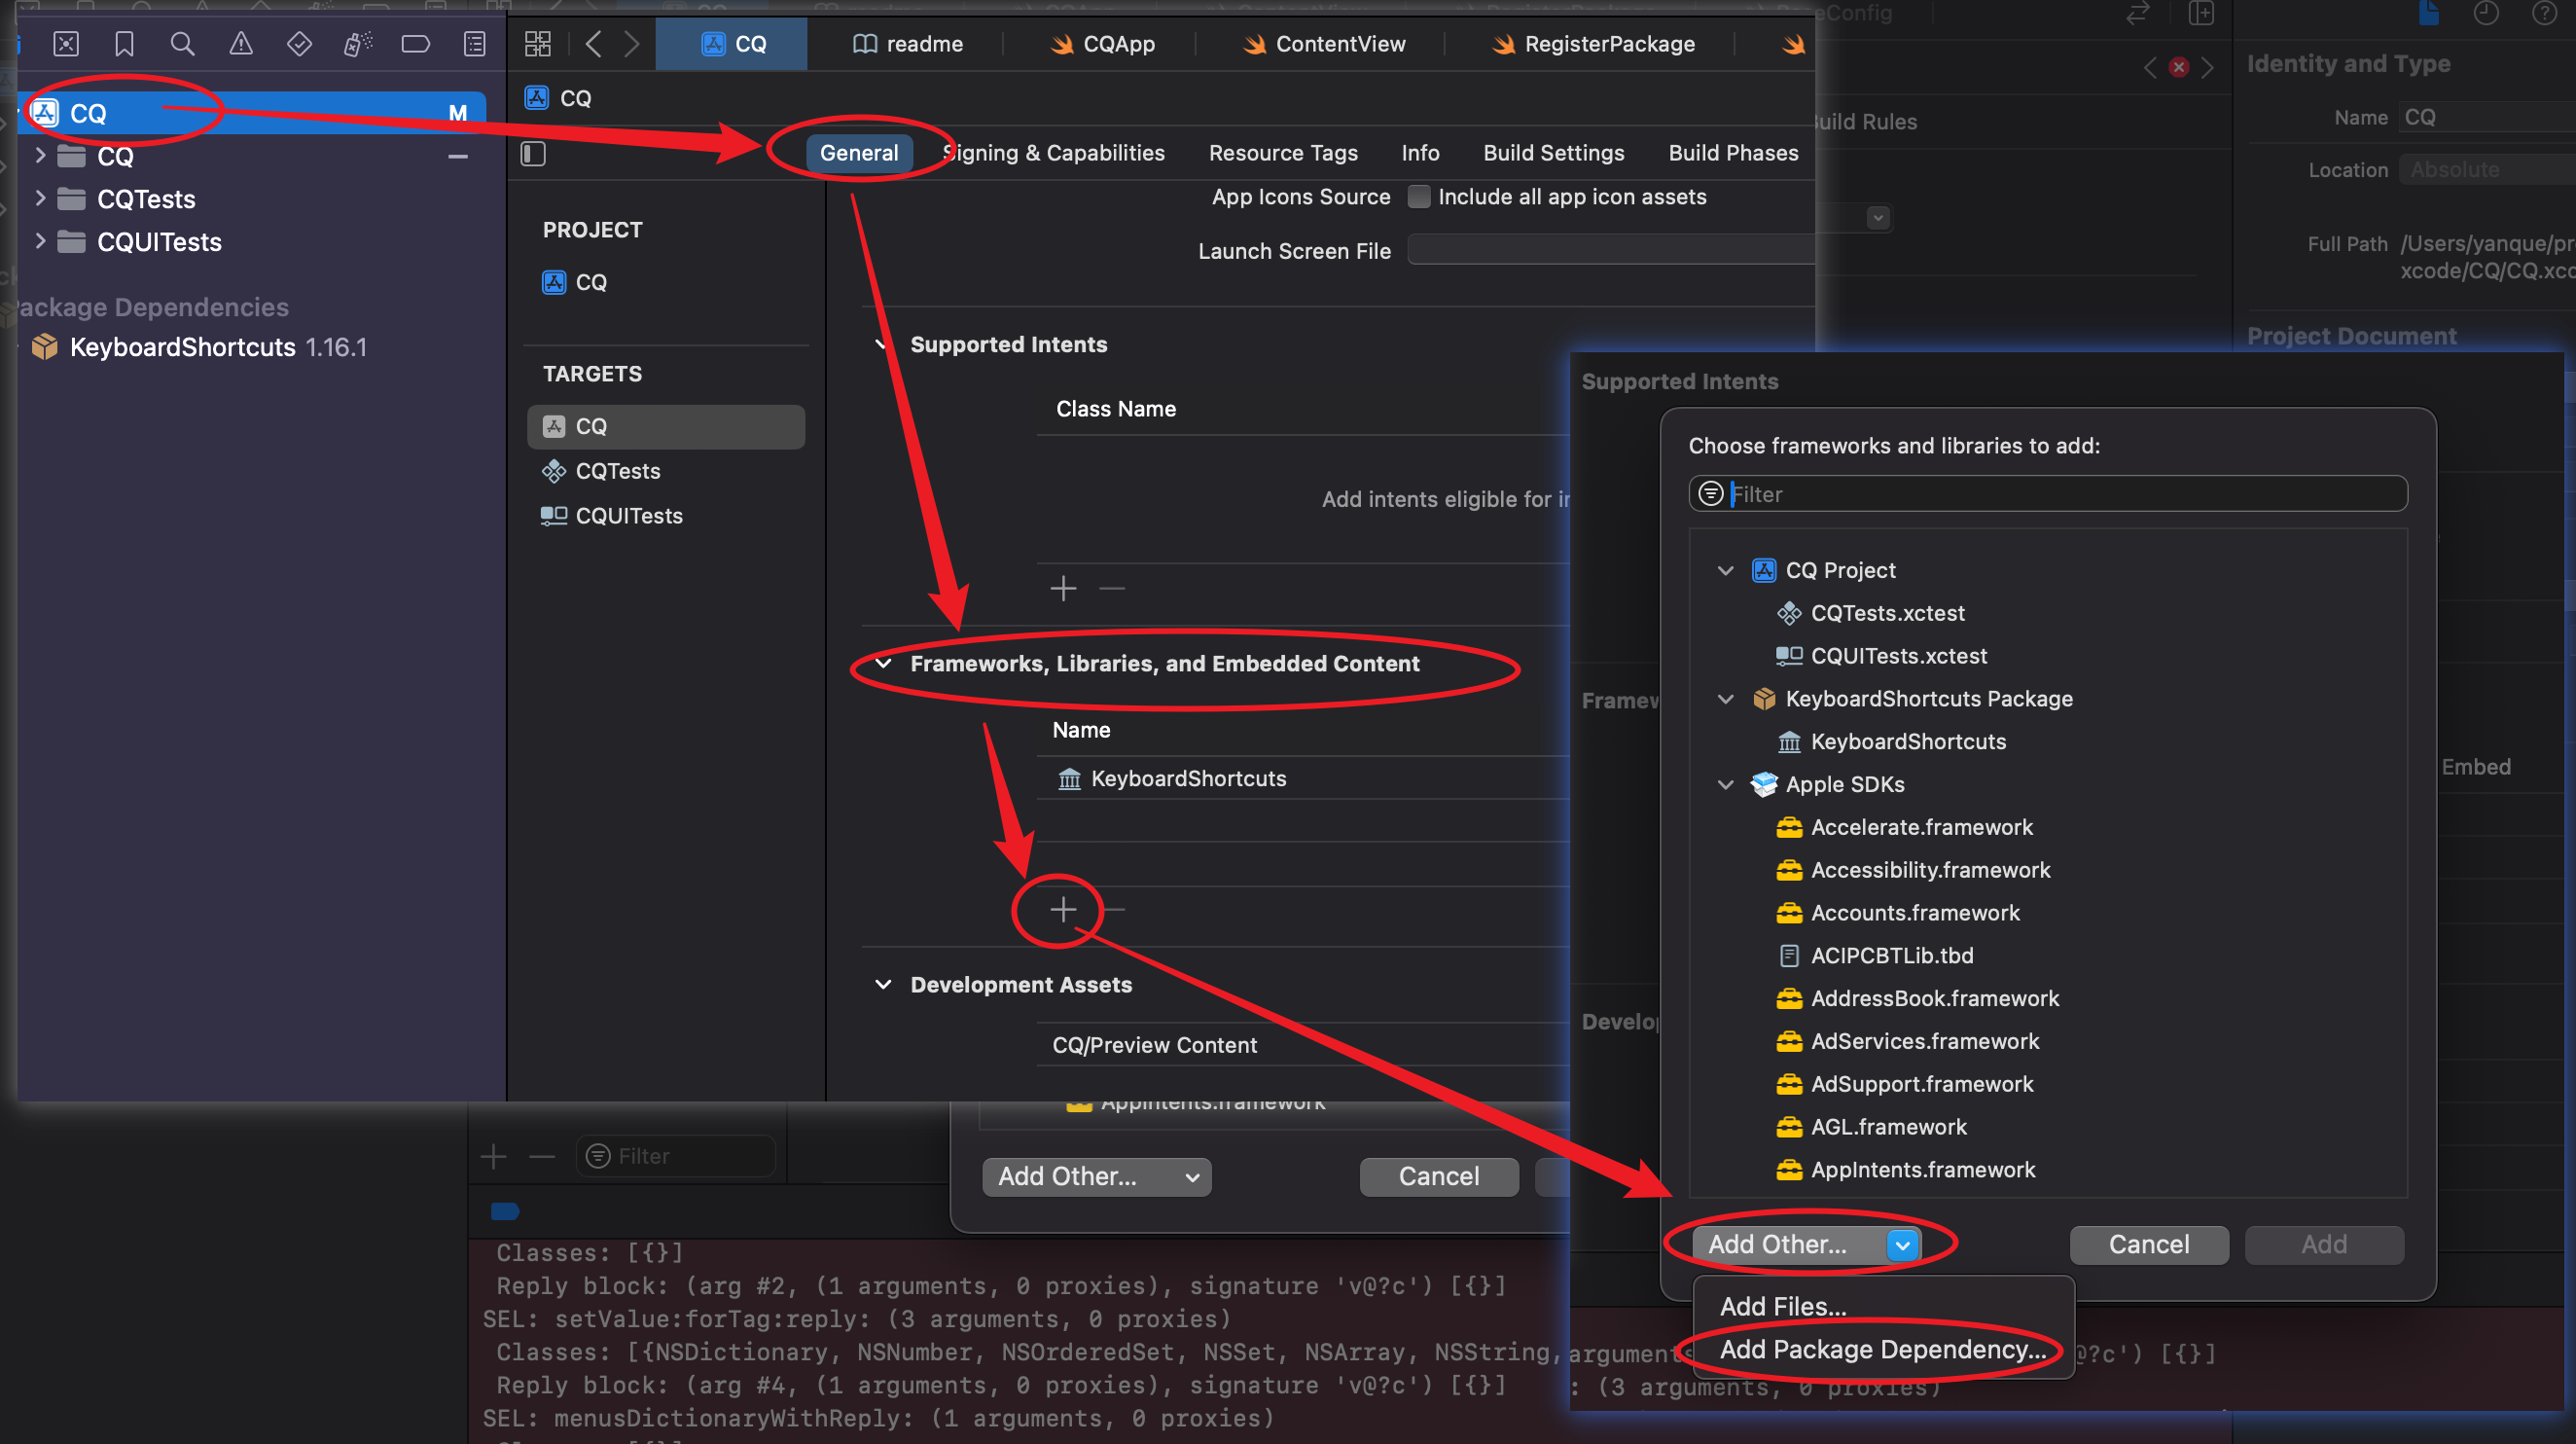 CQ
readme
CQApp
ContentView
RegisterPackage
CQ M
CQ
CQTests
CQUITests
Package Dependencies
KeyboardShortcuts 1.16.1
CQ
General
Signing & Capabilities
Resource Tags
Info
Build Settings
Build Phases
Build Rules
PROJECT
CQ
TARGETS
CQ
CQTests
CQUITests
App Icons Source
Include all app icon assets
Launch Screen File
Supported Intents
Class Name
Add intents eligible for in
Frameworks, Libraries, and Embedded Content
Name
KeyboardShortcuts
Development Assets
CQ/Preview Content
AppIntents.framework
Add Other...
Cancel
Filter
Identity and Type
Name CQ
Location Absolute
Full Path /Users/yanque/pr
xcode/CQ/CQ.xco
Project Document
Supported Intents
Framew
Develop
Embed
Choose frameworks and libraries to add:
Filter
CQ Project
CQTests.xctest
CQUITests.xctest
KeyboardShortcuts Package
KeyboardShortcuts
Apple SDKs
Accelerate.framework
Accessibility.framework
Accounts.framework
ACIPCBTLib.tbd
AddressBook.framework
AdServices.framework
AdSupport.framework
AGL.framework
AppIntents.framework
Add Other...
Cancel
Add
Add Files...
Add Package Dependency...
Classes: [{}]
Reply block: (arg #2, (1 arguments, 0 proxies), signature 'v@?c') [{}]
SEL: setValue:forTag:reply: (3 arguments, 0 proxies)
Classes: [{NSDictionary, NSNumber, NSOrderedSet, NSSet, NSArray, NSString,
Reply block: (arg #4, (1 arguments, 0 proxies), signature 'v@?c') [{}]
SEL: menusDictionaryWithReply: (1 arguments, 0 proxies)
arguments
@?c') [{}]
: (3 arguments, 0 proxies)